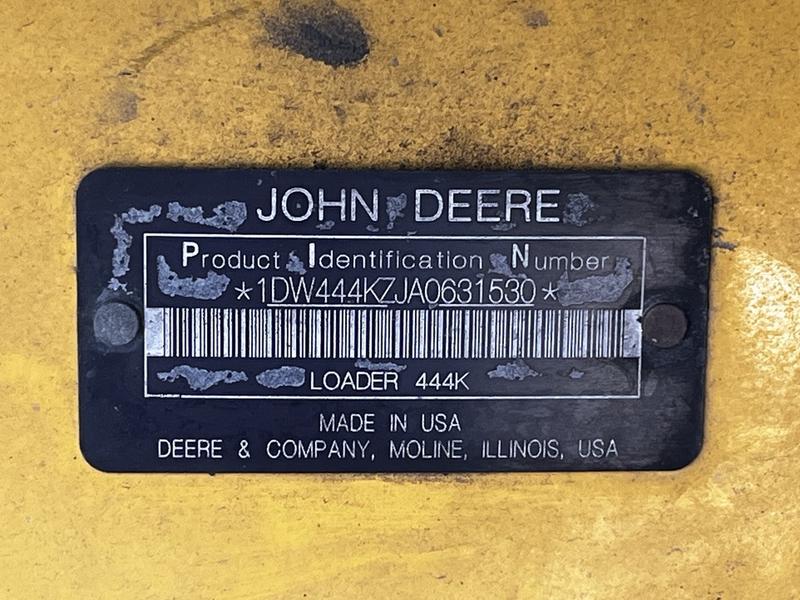 JOHN DEERE
Product Identification Number
*1DW444KZJA0631530*
LOADER 444K
MADE IN USA
DEERE & COMPANY, MOLINE, ILLINOIS, USA